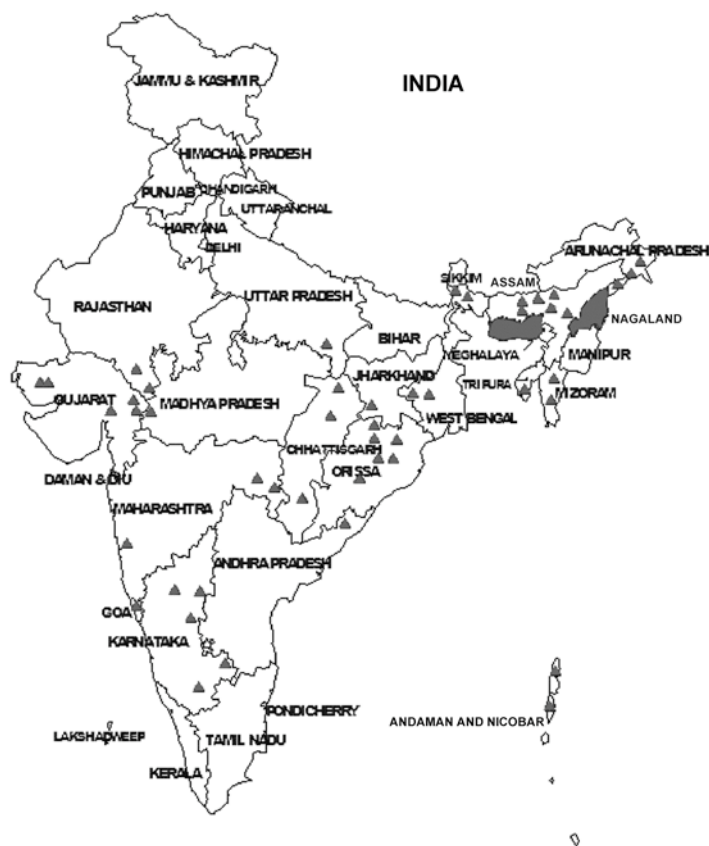 INDIA
JAMMU & KASHMIR
HIMACHAL PRADESH
PUNJAB
CHANDIGARH
UTTARANCHAL
HARYANA
DELHI
ARUNACHAL PRADESH
SIKKIM
ASSAM
RAJASTHAN
UTTAR PRADESH
NAGALAND
BIHAR
MEGHALAYA
MANIPUR
JHARKHAND
TRIPURA
MIZORAM
GUJARAT
MADHYA PRADESH
WEST BENGAL
CHHATTISGARH
ORISSA
DAMAN & DIU
MAHARASHTRA
ANDHRA PRADESH
GOA
KARNATAKA
PONDICHERRY
ANDAMAN AND NICOBAR
LAKSHADWEEP
TAMIL NADU
KERALA